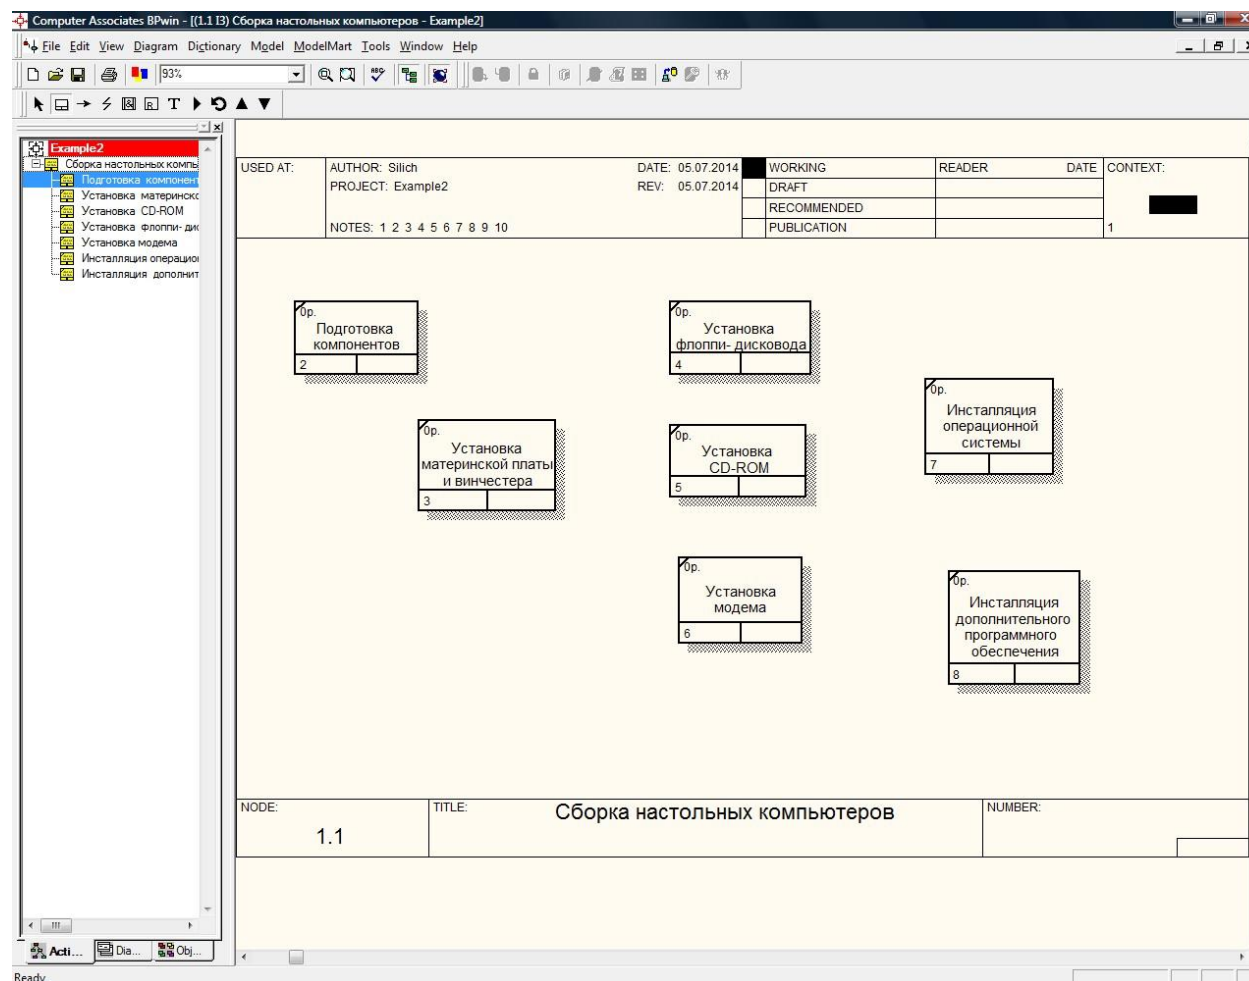 Computer Associates BPwin - [(1.1 I3) Сборка настольных компьютеров - Example2]
File Edit View Diagram Dictionary Model ModelMart Tools Window Help
93%
Example2
Сборка настольных компь
Подготовка компонент
Установка материнско
Установка CD-ROM
Установка флоппи- дис
Установка модема
Инсталляция операцион
Инсталляция дополнит
USED AT:
AUTHOR: Silich
DATE: 05.07.2014
WORKING
READER
DATE
CONTEXT:
PROJECT: Example2
REV: 05.07.2014
DRAFT
RECOMMENDED
NOTES: 1 2 3 4 5 6 7 8 9 10
PUBLICATION
1
0р.
Подготовка
компонентов
2
0р.
Установка
флоппи- дисковода
4
0р.
Инсталляция
операционной
системы
7
0р.
Установка
материнской платы
и винчестера
3
0р.
Установка
CD-ROM
5
0р.
Установка
модема
6
0р.
Инсталляция
дополнительного
программного
обеспечения
8
NODE:
1.1
TITLE:
Сборка настольных компьютеров
NUMBER:
Acti...
Dia...
Obj...
Ready